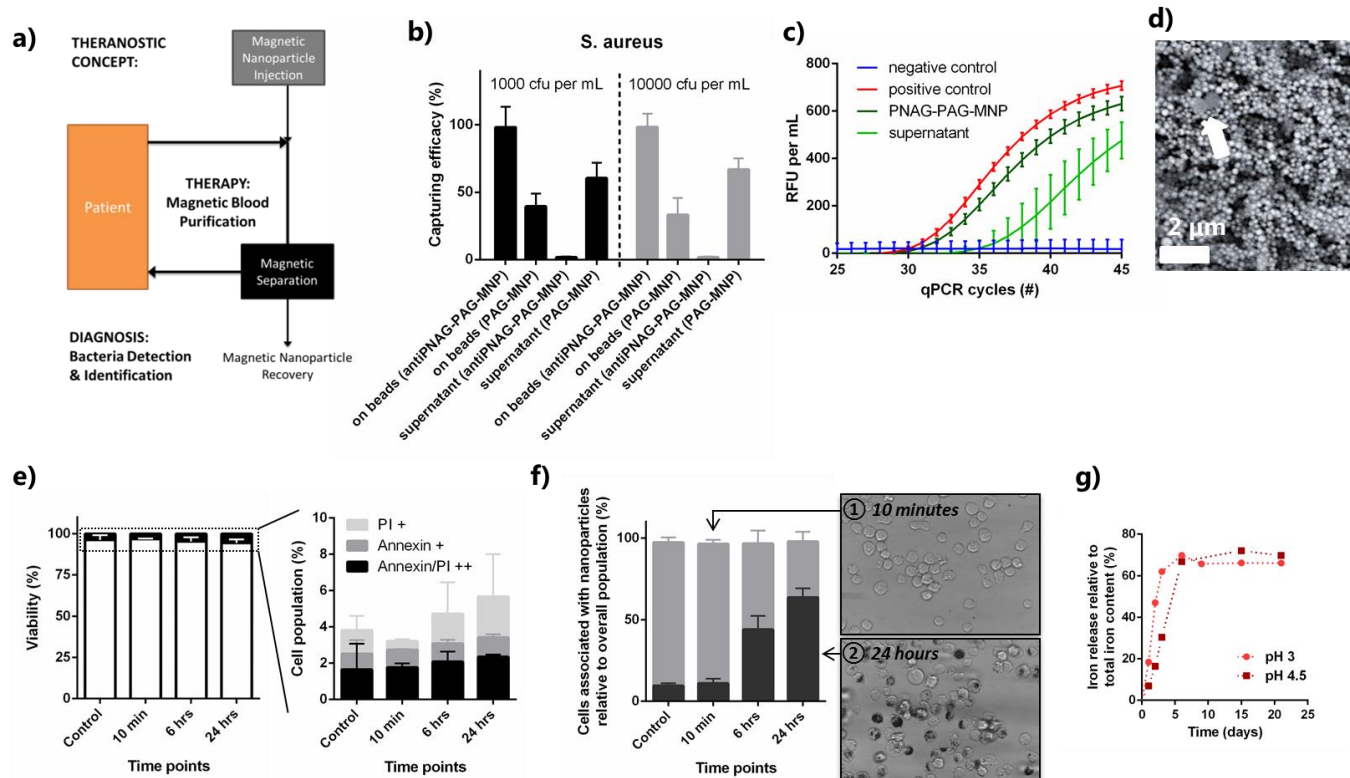 a)
THERANOSTIC
CONCEPT:
Magnetic
Nanoparticle
Injection
Patient
THERAPY:
Magnetic Blood
Purification
Magnetic
Separation
DIAGNOSIS:
Bacteria Detection
& Identification
Magnetic Nanoparticle
Recovery
b)
S. aureus
1000 cfu per mL
10000 cfu per mL
Capturing efficacy (%)
100
50
0
on beads (antiPNAG-PAG-MNP)
on beads (PAG-MNP)
supernatant (antiPNAG-PAG-MNP)
supernatant (PAG-MNP)
on beads (antiPNAG-PAG-MNP)
on beads (PAG-MNP)
supernatant (antiPNAG-PAG-MNP)
supernatant (PAG-MNP)
c)
negative control
positive control
PNAG-PAG-MNP
supernatant
RFU per mL
800
600
400
200
0
25
30
35
40
45
qPCR cycles (#)
d)
2 µm
e)
Viability (%)
100
75
50
25
0
Control
10 min
6 hrs
24 hrs
Time points
Cell population (%)
10
8
6
4
2
0
PI +
Annexin +
Annexin/PI ++
Control
10 min
6 hrs
24 hrs
Time points
f)
Cells associated with nanoparticles
relative to overall population (%)
100
50
0
Control
10 min
6 hrs
24 hrs
Time points
① 10 minutes
② 24 hours
g)
Iron release relative to
total iron content (%)
80
60
40
20
0
pH 3
pH 4.5
0
5
10
15
20
25
Time (days)